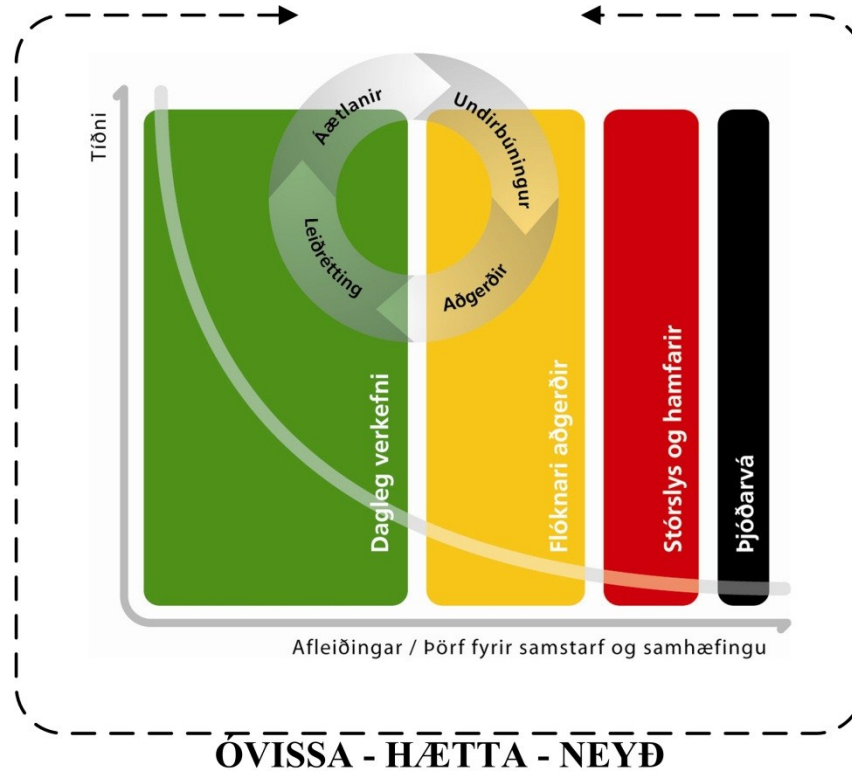 Tíðni
Áætlanir
Undirbúningur
Aðgerðir
Leiðrétting
Dagleg verkefni
Flóknari aðgerðir
Stórslys og hamfarir
Þjóðarvá
Afleiðingar / Þörf fyrir samstarf og samhæfingu
ÓVISSA - HÆTTA - NEYÐ